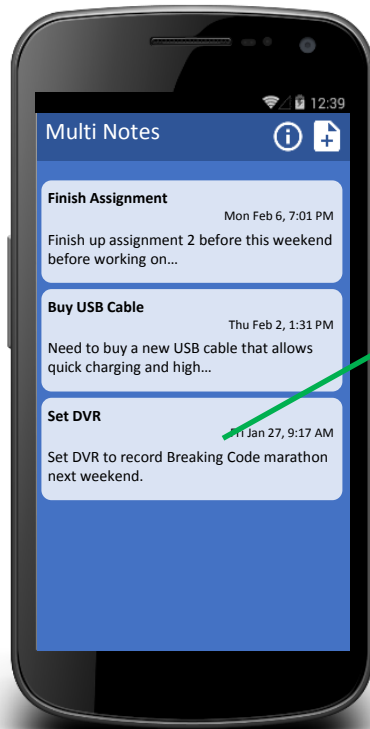 12:39
Multi Notes
Finish Assignment
Mon Feb 6, 7:01 PM
Finish up assignment 2 before this weekend
before working on...
Buy USB Cable
Thu Feb 2, 1:31 PM
Need to buy a new USB cable that allows
quick charging and high...
Set DVR
Fri Jan 27, 9:17 AM
Set DVR to record Breaking Code marathon
next weekend.